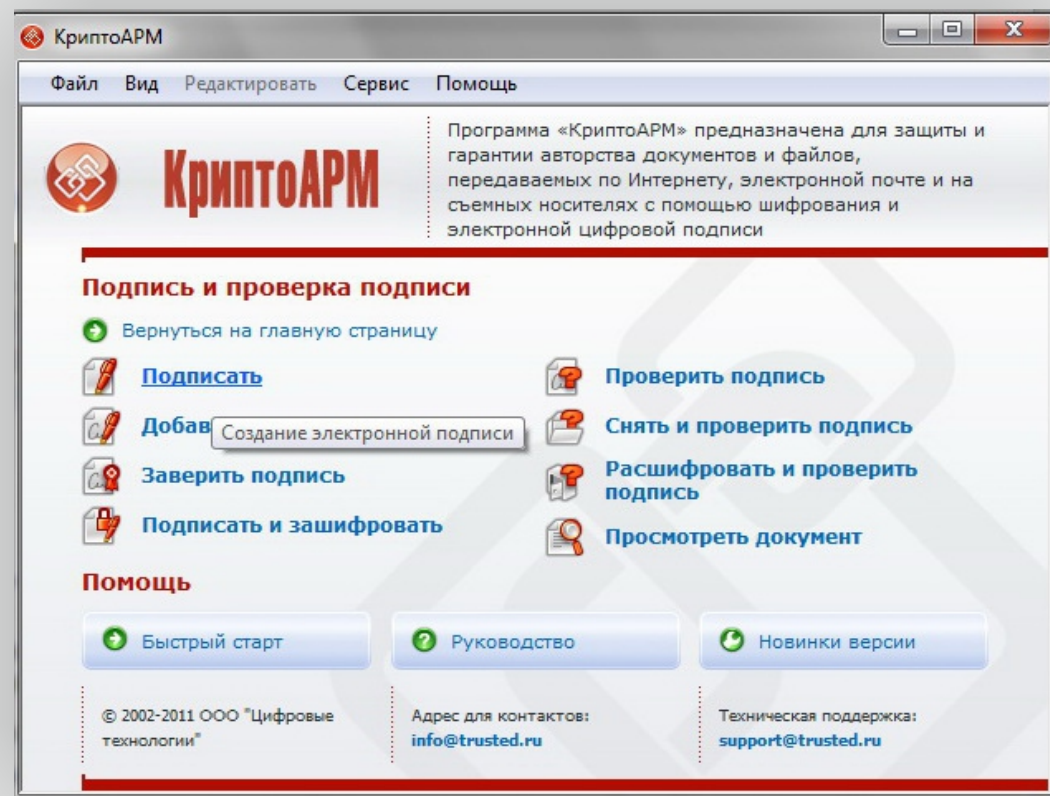 КриптоАРМ
Файл Вид Редактировать Сервис Помощь
КриптоАРМ
Программа «КриптоАРМ» предназначена для защиты и
гарантии авторства документов и файлов,
передаваемых по Интернету, электронной почте и на
съемных носителях с помощью шифрования и
электронной цифровой подписи
Подпись и проверка подписи
Вернуться на главную страницу
Подписать
Проверить подпись
Добав
Создание электронной подписи
Снять и проверить подпись
Заверить подпись
Расшифровать и проверить
подпись
Подписать и зашифровать
Просмотреть документ
Помощь
Быстрый старт
Руководство
Новинки версии
© 2002-2011 ООО "Цифровые
технологии"
Адрес для контактов:
info@trusted.ru
Техническая поддержка:
support@trusted.ru